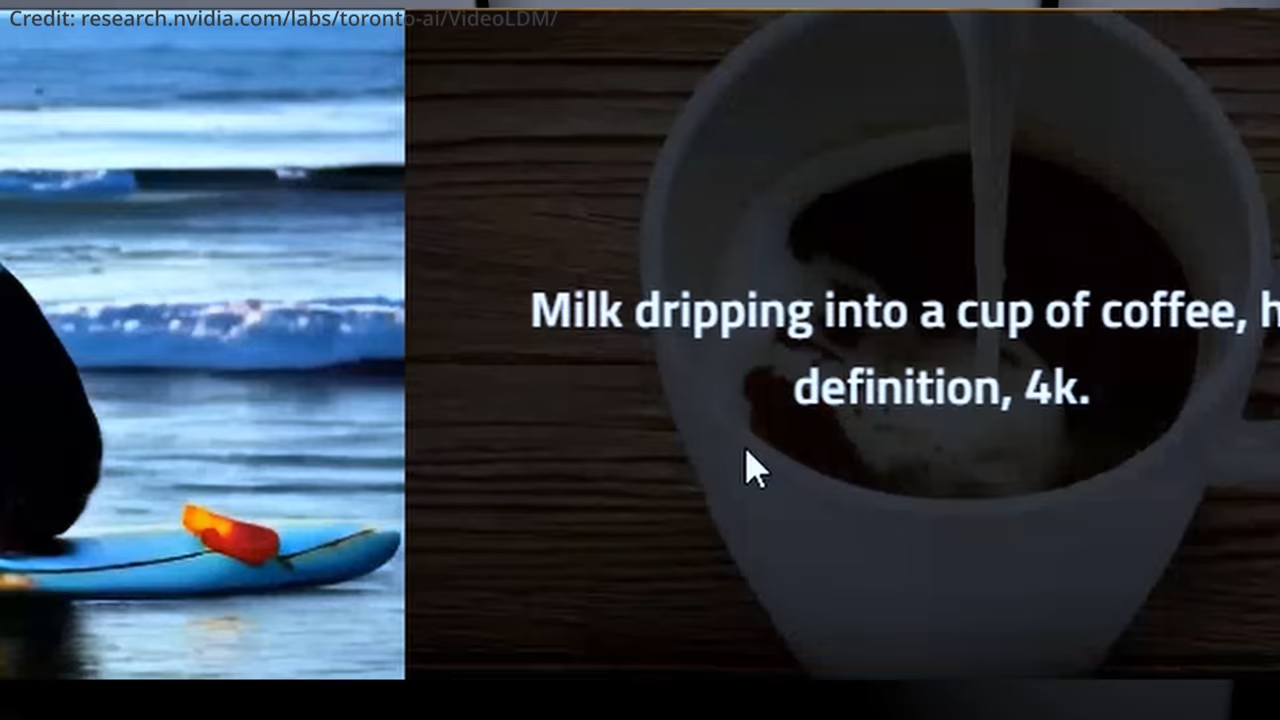 Credit: research.nvidia.com/labs/toronto-ai/VideoLDM/
Milk dripping into a cup of coffee, h
definition, 4k.